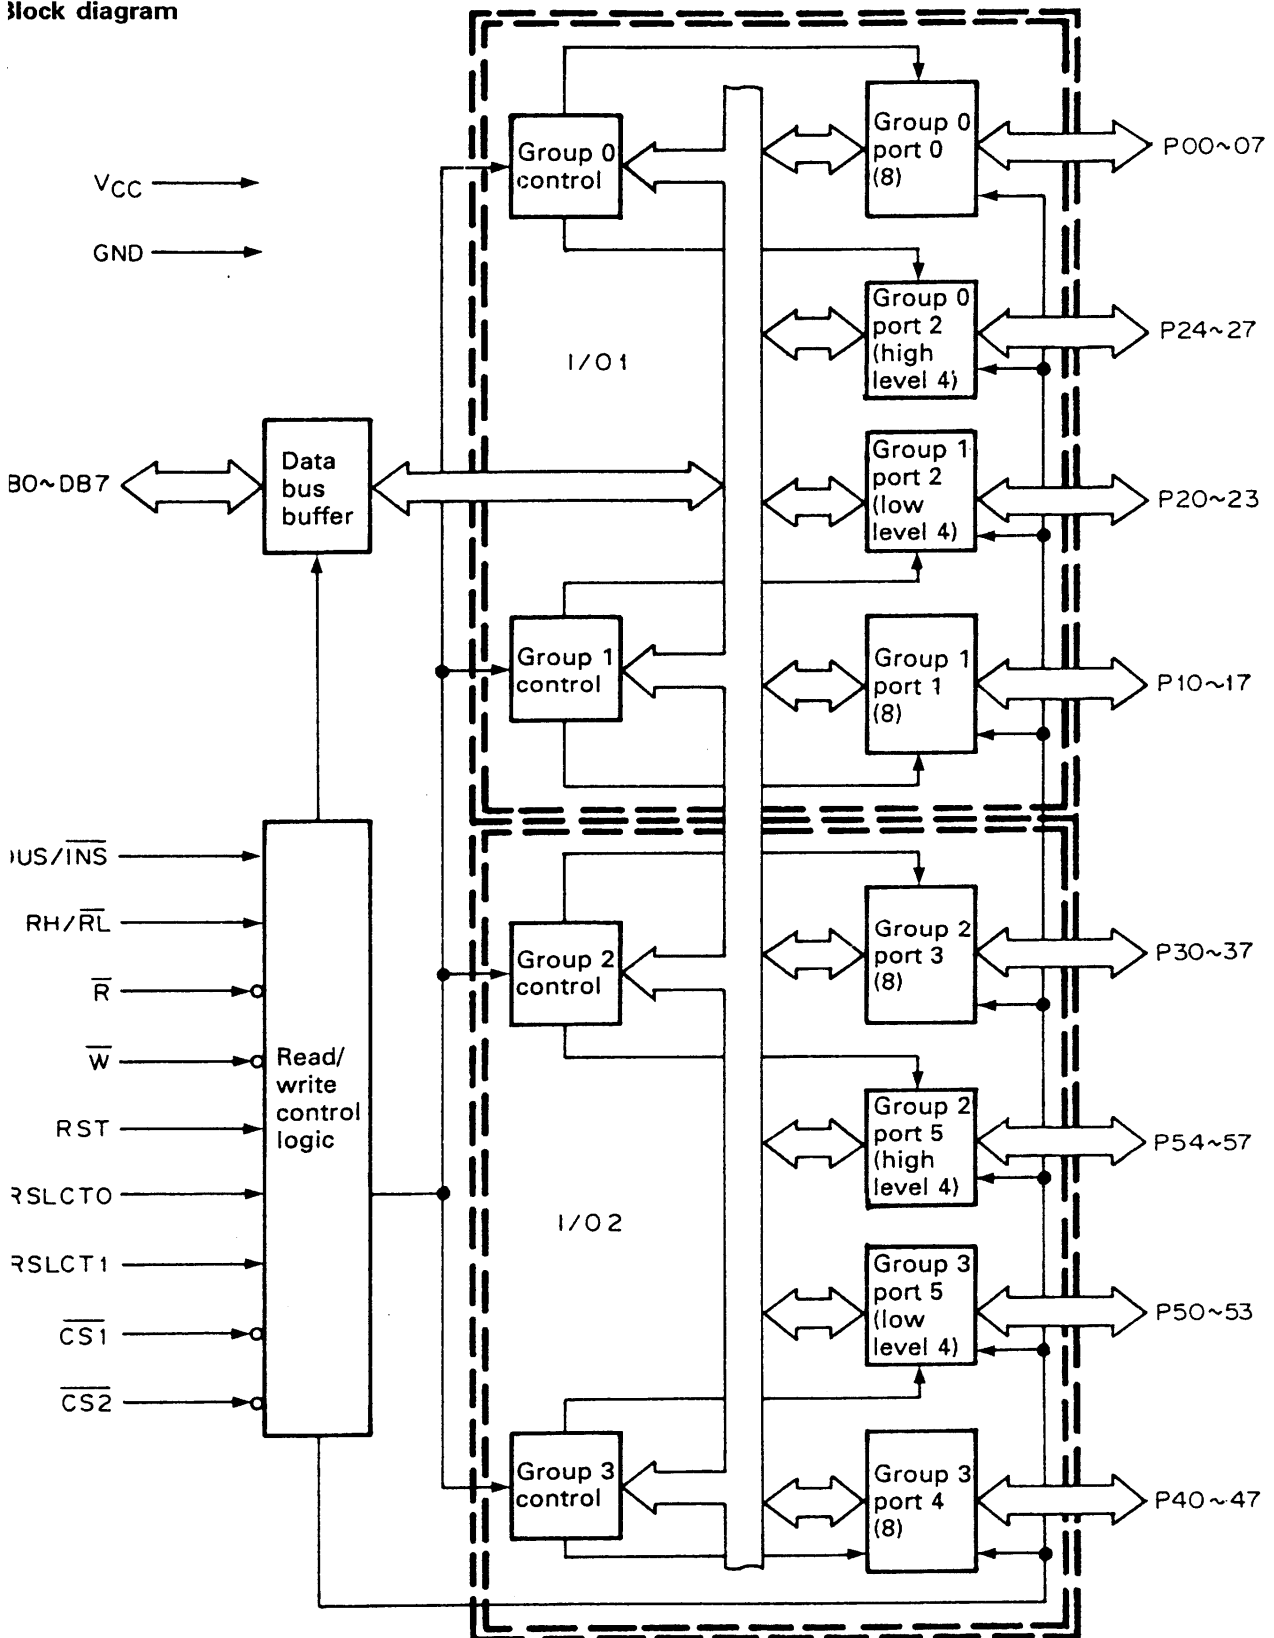 Block diagram
VCC
GND
B0~DB7
US/INS
RH/RL
R
W
RST
RSLCT0
RSLCT1
CS1
CS2
Data
bus
buffer
Read/
write
control
logic
I/O1
Group 0
control
Group 1
control
Group 0
port 0
(8)
P00~07
Group 0
port 2
(high
level 4)
P24~27
Group 1
port 2
(low
level 4)
P20~23
Group 1
port 1
(8)
P10~17
I/O2
Group 2
control
Group 3
control
Group 2
port 3
(8)
P30~37
Group 2
port 5
(high
level 4)
P54~57
Group 3
port 5
(low
level 4)
P50~53
Group 3
port 4
(8)
P40~47